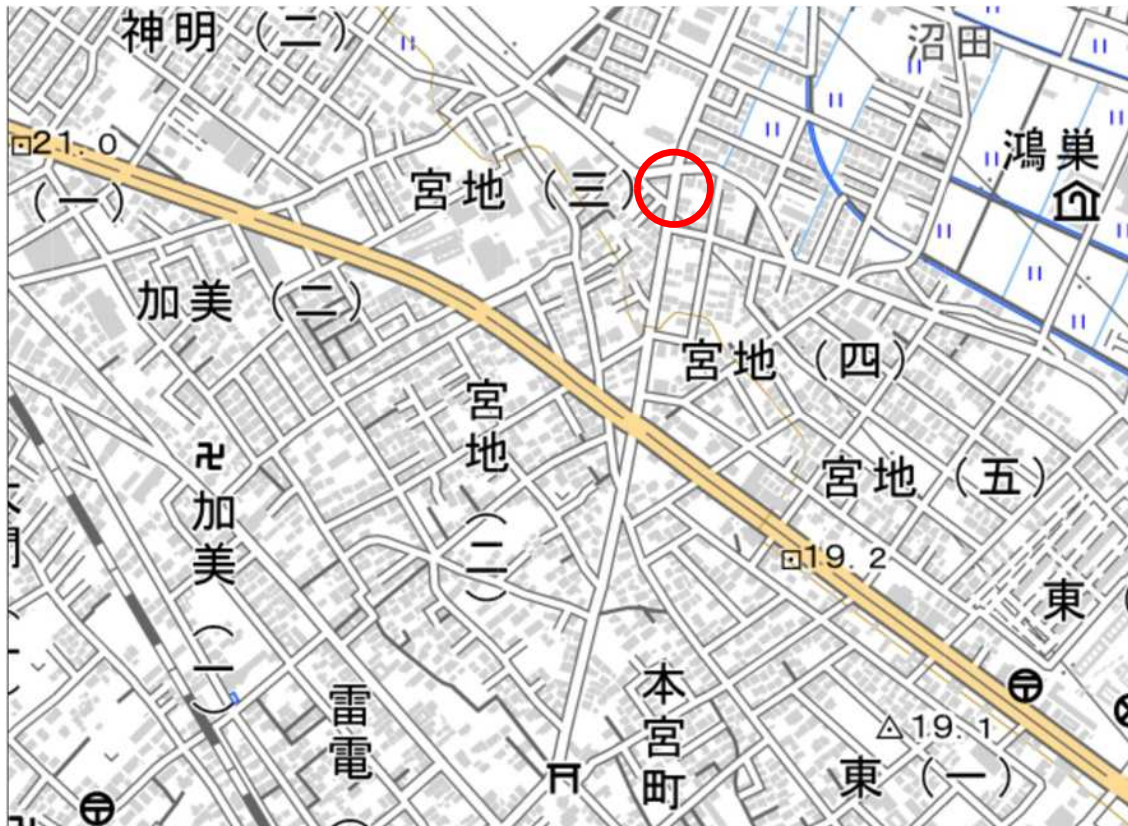 神明（二）
沼田
21.0
（一）
宮地（三）
鴻巣
加美（二）
宮地（四）
宮地（二）
宮地（五）
加美（一）
19.2
東
雷電
本宮町
19.1
東（一）